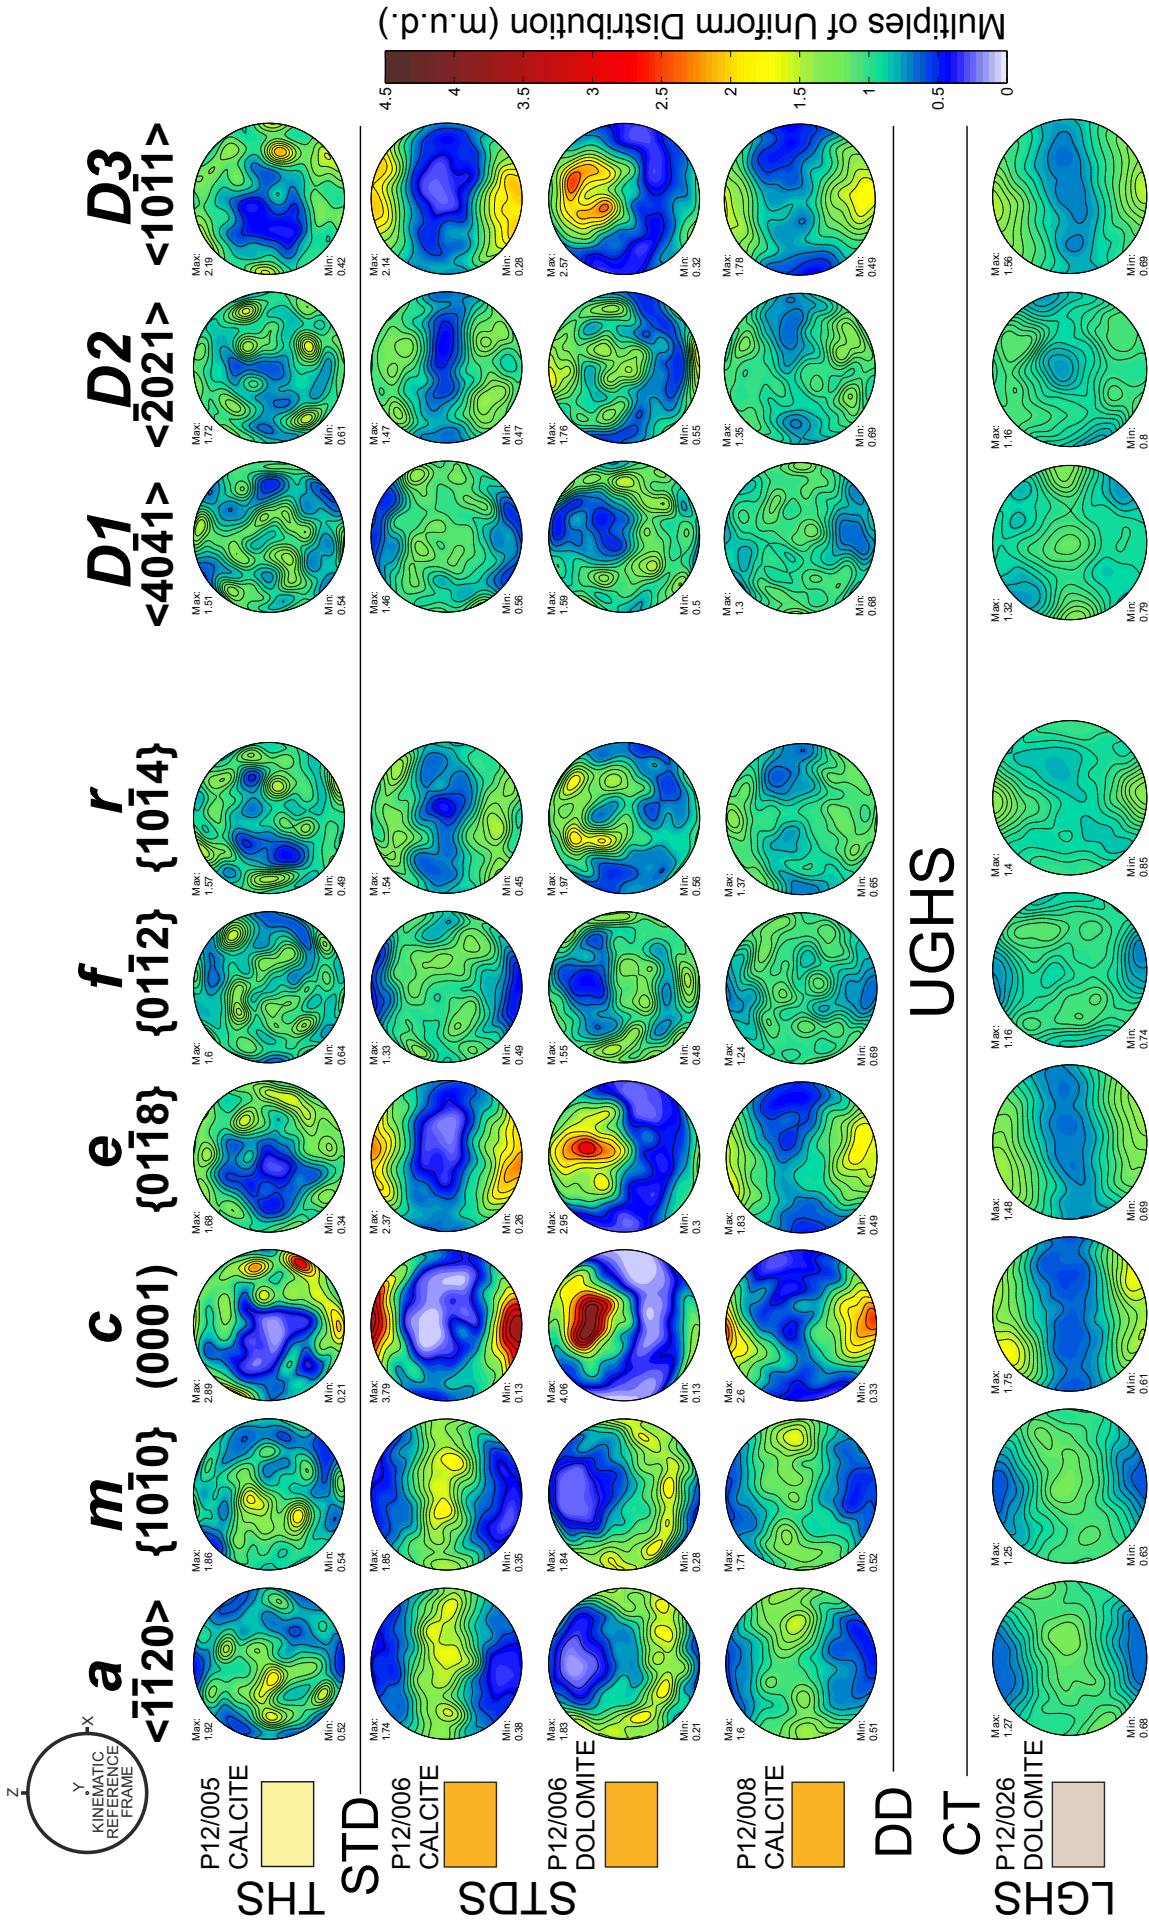 Z
X
Y
KINEMATIC
REFERENCE
FRAME
a
<1̄1̄20>
m
{101̄0}
c
(0001)
e
{011̄8}
f
{011̄2}
r
{101̄4}
D1
<404̄1>
D2
<2̄021>
D3
<101̄1>
THS
P12/005
CALCITE
Max:
1.92
Min:
0.52
Max:
1.86
Min:
0.54
Max:
2.89
Min:
0.21
Max:
1.68
Min:
0.34
Max:
1.6
Min:
0.64
Max:
1.57
Min:
0.49
Max:
1.51
Min:
0.54
Max:
1.72
Min:
0.61
Max:
2.19
Min:
0.42
STD
STDS
P12/006
CALCITE
Max:
1.74
Min:
0.38
Max:
1.85
Min:
0.35
Max:
3.79
Min:
0.13
Max:
2.37
Min:
0.26
Max:
1.33
Min:
0.49
Max:
1.54
Min:
0.45
Max:
1.46
Min:
0.56
Max:
1.47
Min:
0.47
Max:
2.14
Min:
0.28
P12/006
DOLOMITE
Max:
1.83
Min:
0.21
Max:
1.84
Min:
0.28
Max:
4.06
Min:
0.13
Max:
2.95
Min:
0.3
Max:
1.55
Min:
0.48
Max:
1.97
Min:
0.56
Max:
1.59
Min:
0.5
Max:
1.76
Min:
0.55
Max:
2.57
Min:
0.32
P12/008
CALCITE
Max:
1.6
Min:
0.51
Max:
1.71
Min:
0.52
Max:
2.6
Min:
0.33
Max:
1.83
Min:
0.49
Max:
1.24
Min:
0.69
Max:
1.37
Min:
0.65
Max:
1.3
Min:
0.68
Max:
1.35
Min:
0.69
Max:
1.78
Min:
0.49
DD
UGHS
CT
LGHS
P12/026
DOLOMITE
Max:
1.27
Min:
0.68
Max:
1.25
Min:
0.63
Max:
1.75
Min:
0.61
Max:
1.48
Min:
0.69
Max:
1.16
Min:
0.74
Max:
1.4
Min:
0.85
Max:
1.32
Min:
0.79
Max:
1.16
Min:
0.8
Max:
1.56
Min:
0.69
4.5
4
3.5
3
2.5
2
1.5
1
0.5
0
Multiples of Uniform Distribution (m.u.d.)